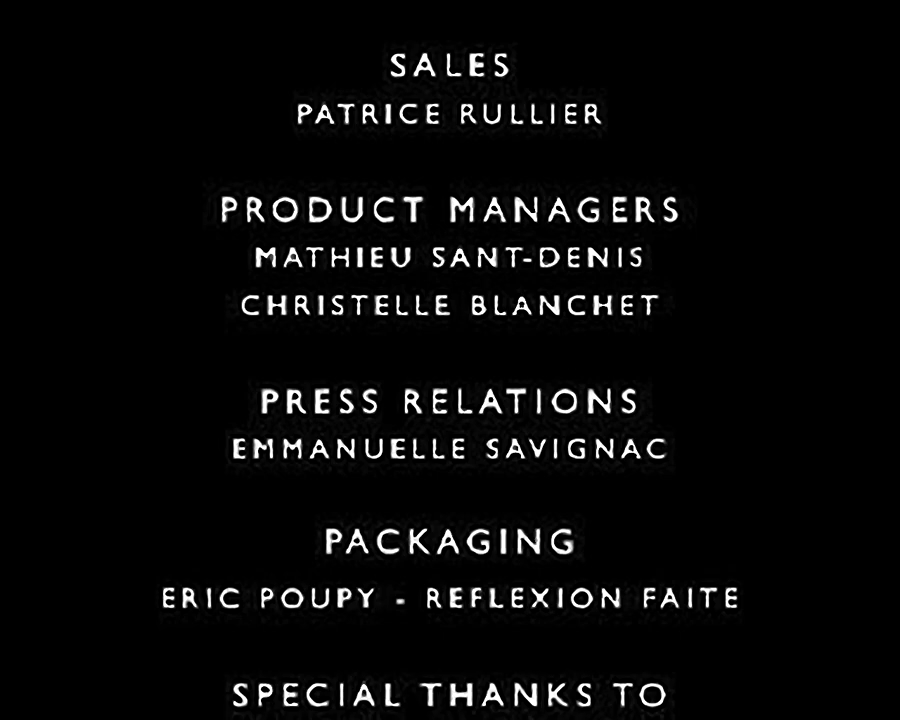 SALES
PATRICE RULLIER
PRODUCT MANAGERS
MATHIEU SANT-DENIS
CHRISTELLE BLANCHET
PRESS RELATIONS
EMMANUELLE SAVIGNAC
PACKAGING
ERIC POUPY - REFLEXION FAITE
SPECIAL THANKS TO